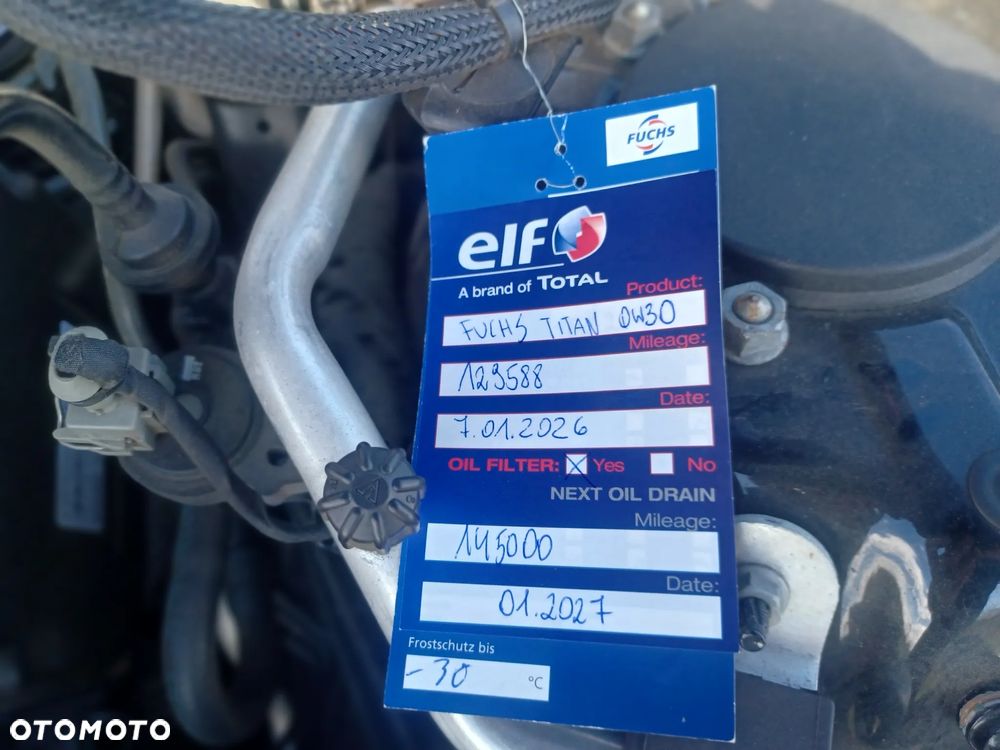 FUCHS
elf
A brand of TOTAL
Product:
FUCHS TITAN 0W30
Mileage:
123588
Date:
7.01.2026
OIL FILTER: Yes No
NEXT OIL DRAIN
Mileage:
145000
Date:
01.2027
Frostschutz bis
-30 °C
OTOMOTO